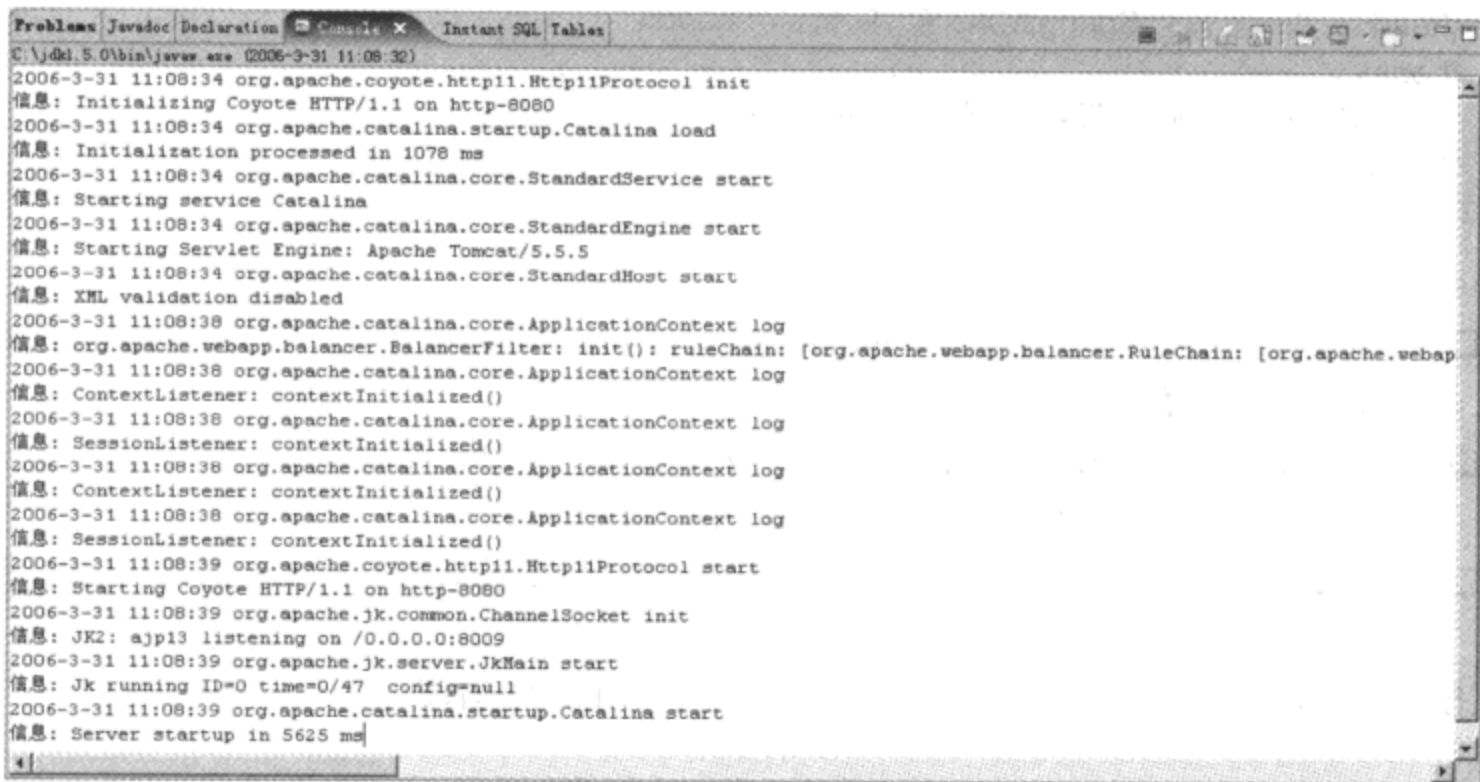 Problems Javadoc Declaration Console Instant SQL Tables
C:\jdk1.5.0\bin\javaw.exe (2006-3-31 11:08:32)
2006-3-31 11:08:34 org.apache.coyote.http11.Http11Protocol init
信息: Initializing Coyote HTTP/1.1 on http-8080
2006-3-31 11:08:34 org.apache.catalina.startup.Catalina load
信息: Initialization processed in 1078 ms
2006-3-31 11:08:34 org.apache.catalina.core.StandardService start
信息: Starting service Catalina
2006-3-31 11:08:34 org.apache.catalina.core.StandardEngine start
信息: Starting Servlet Engine: Apache Tomcat/5.5.5
2006-3-31 11:08:34 org.apache.catalina.core.StandardHost start
信息: XML validation disabled
2006-3-31 11:08:38 org.apache.catalina.core.ApplicationContext log
信息: org.apache.webapp.balancer.BalancerFilter: init(): ruleChain: [org.apache.webapp.balancer.RuleChain: [org.apache.webap
2006-3-31 11:08:38 org.apache.catalina.core.ApplicationContext log
信息: ContextListener: contextInitialized()
2006-3-31 11:08:38 org.apache.catalina.core.ApplicationContext log
信息: SessionListener: contextInitialized()
2006-3-31 11:08:38 org.apache.catalina.core.ApplicationContext log
信息: ContextListener: contextInitialized()
2006-3-31 11:08:38 org.apache.catalina.core.ApplicationContext log
信息: SessionListener: contextInitialized()
2006-3-31 11:08:39 org.apache.coyote.http11.Http11Protocol start
信息: Starting Coyote HTTP/1.1 on http-8080
2006-3-31 11:08:39 org.apache.jk.common.ChannelSocket init
信息: JK2: ajp13 listening on /0.0.0.0:8009
2006-3-31 11:08:39 org.apache.jk.server.JkMain start
信息: Jk running ID=0 time=0/47 config=null
2006-3-31 11:08:39 org.apache.catalina.startup.Catalina start
信息: Server startup in 5625 ms